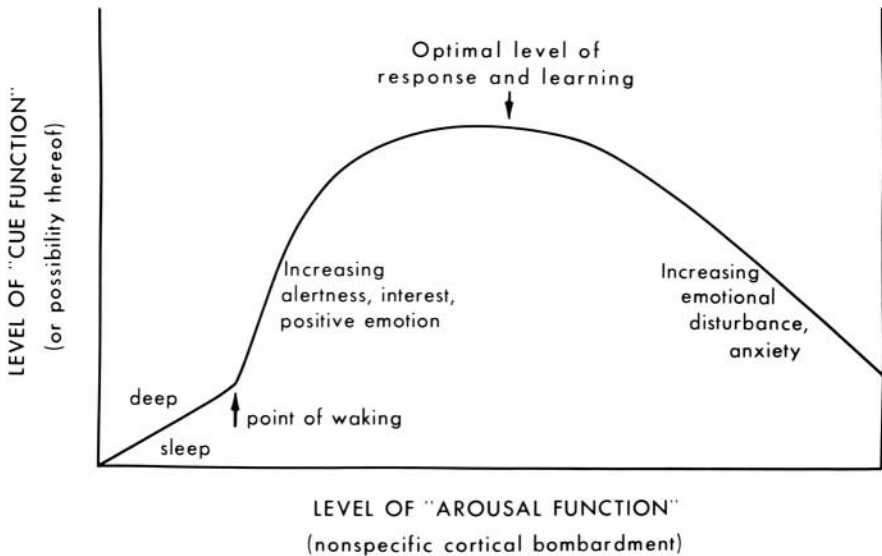 Optimal level of
response and learning
LEVEL OF "CUE FUNCTION"
(or possibility thereof)
Increasing
alertness, interest,
positive emotion
Increasing
emotional
disturbance,
anxiety
deep
sleep
point of waking
LEVEL OF "AROUSAL FUNCTION"
(nonspecific cortical bombardment)